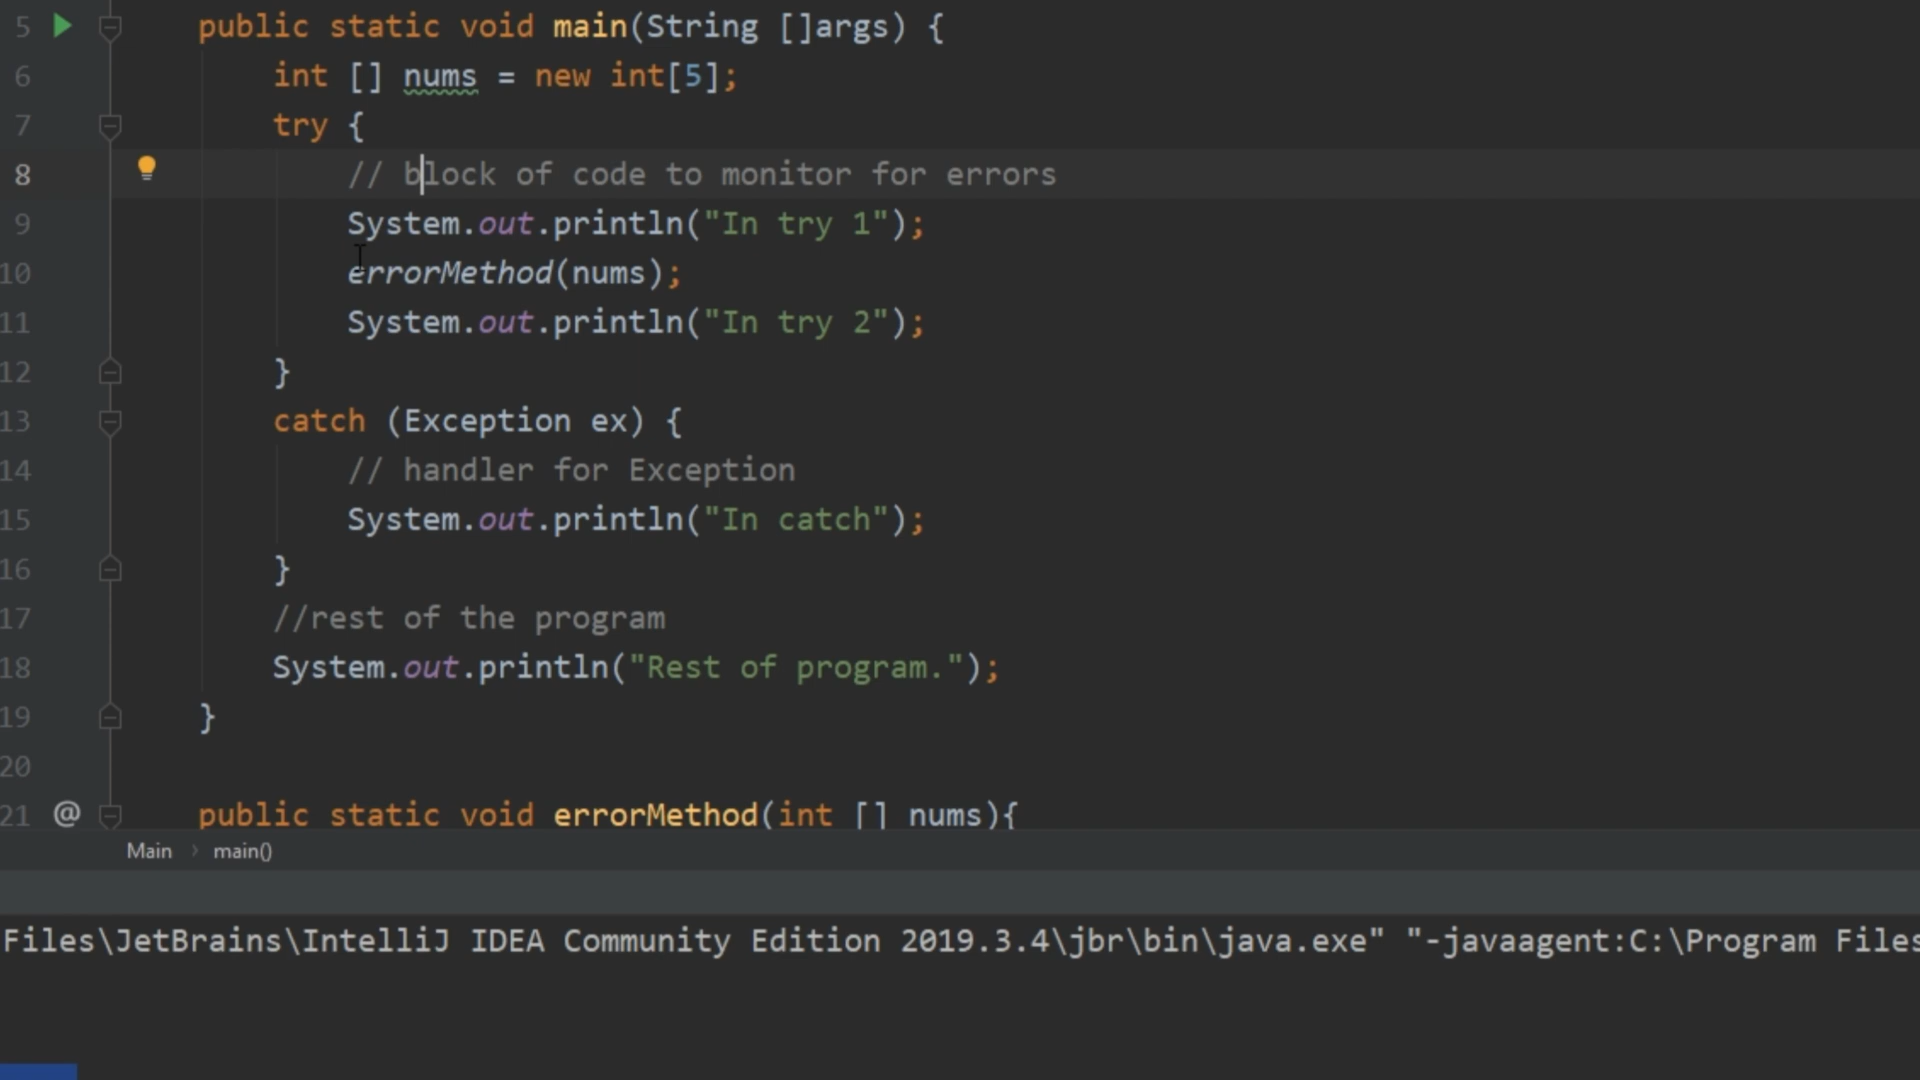 5 public static void main(String []args) {
6 int [] nums = new int[5];
7 try {
8 // block of code to monitor for errors
9 System.out.println("In try 1");
10 errorMethod(nums);
11 System.out.println("In try 2");
12 }
13 catch (Exception ex) {
14 // handler for Exception
15 System.out.println("In catch");
16 }
17 //rest of the program
18 System.out.println("Rest of program.");
19 }
20
21 @ public static void errorMethod(int [] nums){
Main › main()
Files\JetBrains\IntelliJ IDEA Community Edition 2019.3.4\jbr\bin\java.exe" "-javaagent:C:\Program Files